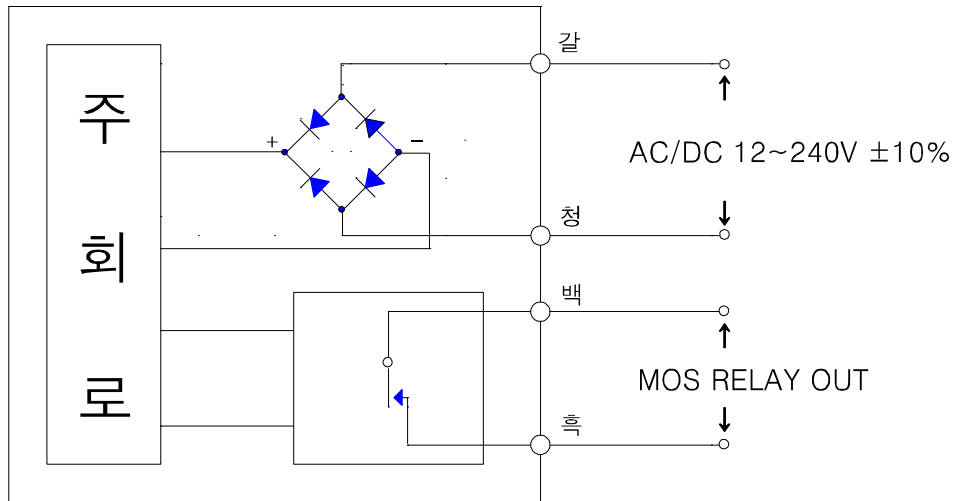 갈
주
+
−
AC/DC 12~240V ±10%
청
회
백
로
MOS RELAY OUT
흑